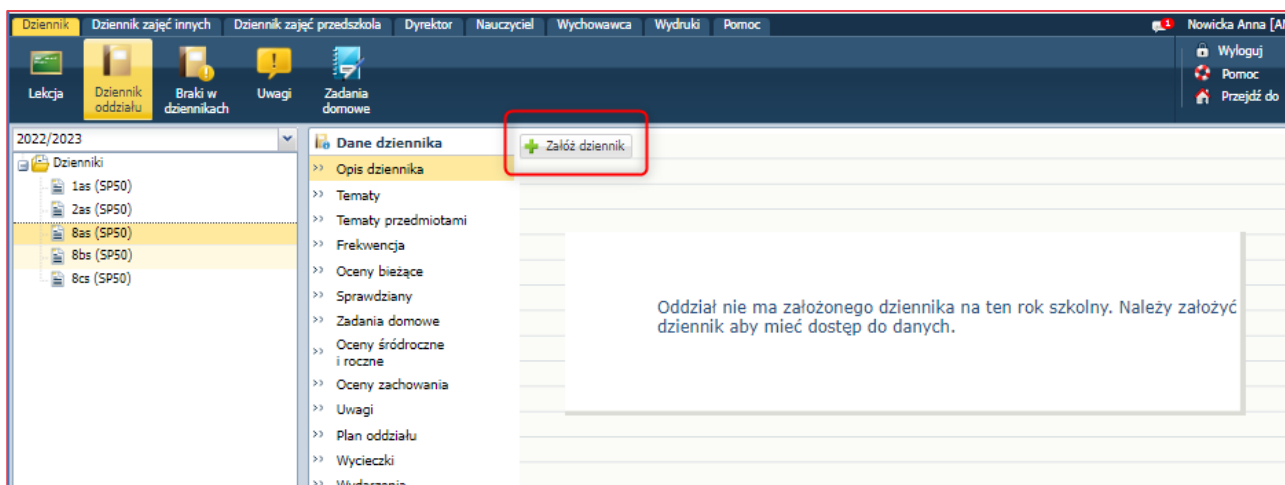 Dziennik Dziennik zajęć innych Dziennik zajęć przedszkola Dyrektor Nauczyciel Wychowawca Wydruki Pomoc 1 Nowicka Anna
Wyloguj
Pomoc
Przejdź do
Lekcja Dziennik oddziału Braki w dziennikach Uwagi Zadania domowe
2022/2023
Dzienniki
1as (SP50)
2as (SP50)
8as (SP50)
8bs (SP50)
8cs (SP50)
Dane dziennika
Opis dziennika
Tematy
Tematy przedmiotami
Frekwencja
Oceny bieżące
Sprawdziany
Zadania domowe
Oceny śródroczne
i roczne
Oceny zachowania
Uwagi
Plan oddziału
Wycieczki
Wydarzenia
Załóż dziennik
Oddział nie ma założonego dziennika na ten rok szkolny. Należy założyć
dziennik aby mieć dostęp do danych.